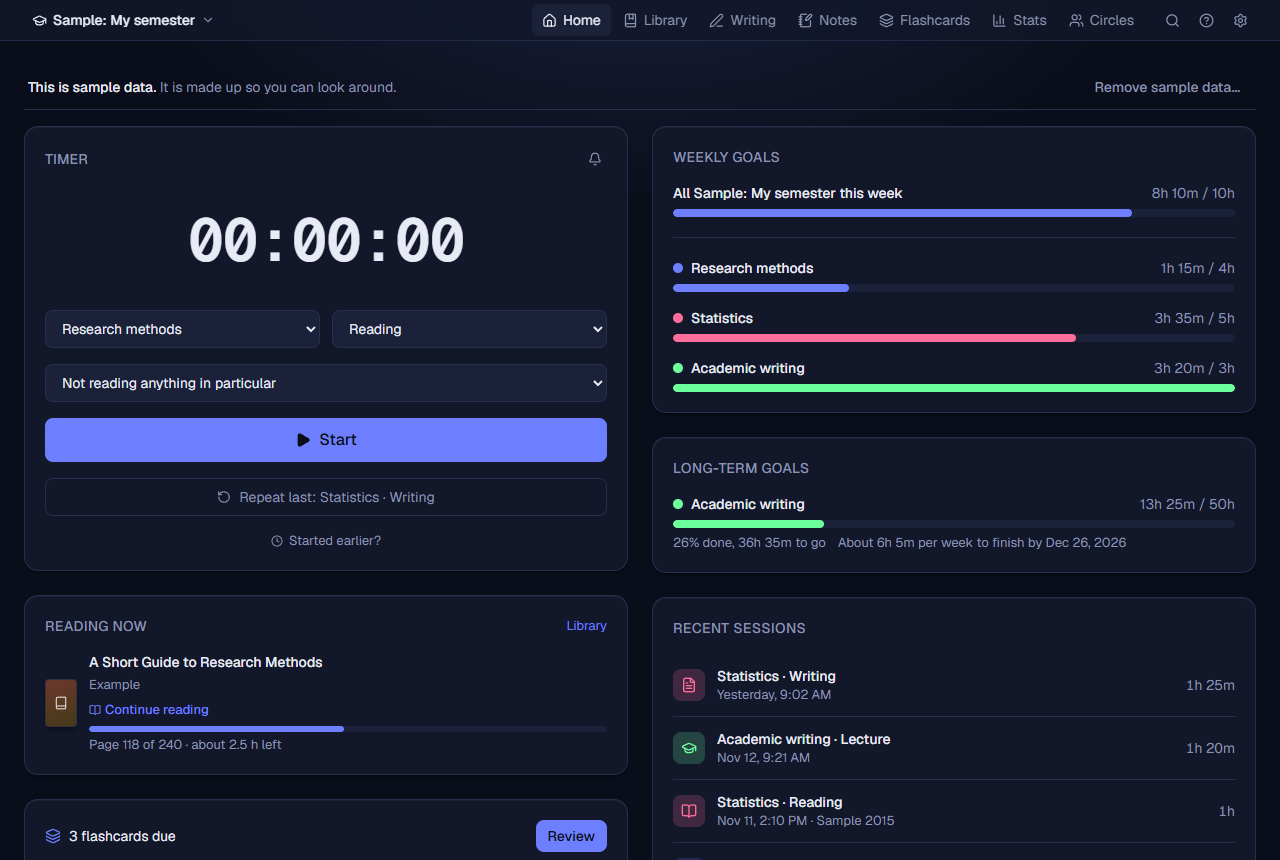 Sample: My semester
Home
Library
Writing
Notes
Flashcards
Stats
Circles
This is sample data. It is made up so you can look around.
Remove sample data...
TIMER
00:00:00
Research methods
Reading
Not reading anything in particular
Start
Repeat last: Statistics · Writing
Started earlier?
READING NOW
Library
A Short Guide to Research Methods
Example
Continue reading
Page 118 of 240 · about 2.5 h left
3 flashcards due
Review
WEEKLY GOALS
All Sample: My semester this week
8h 10m / 10h
Research methods
1h 15m / 4h
Statistics
3h 35m / 5h
Academic writing
3h 20m / 3h
LONG-TERM GOALS
Academic writing
13h 25m / 50h
26% done, 36h 35m to go
About 6h 5m per week to finish by Dec 26, 2026
RECENT SESSIONS
Statistics · Writing
1h 25m
Yesterday, 9:02 AM
Academic writing · Lecture
1h 20m
Nov 12, 9:21 AM
Statistics · Reading
1h
Nov 11, 2:10 PM · Sample 2015